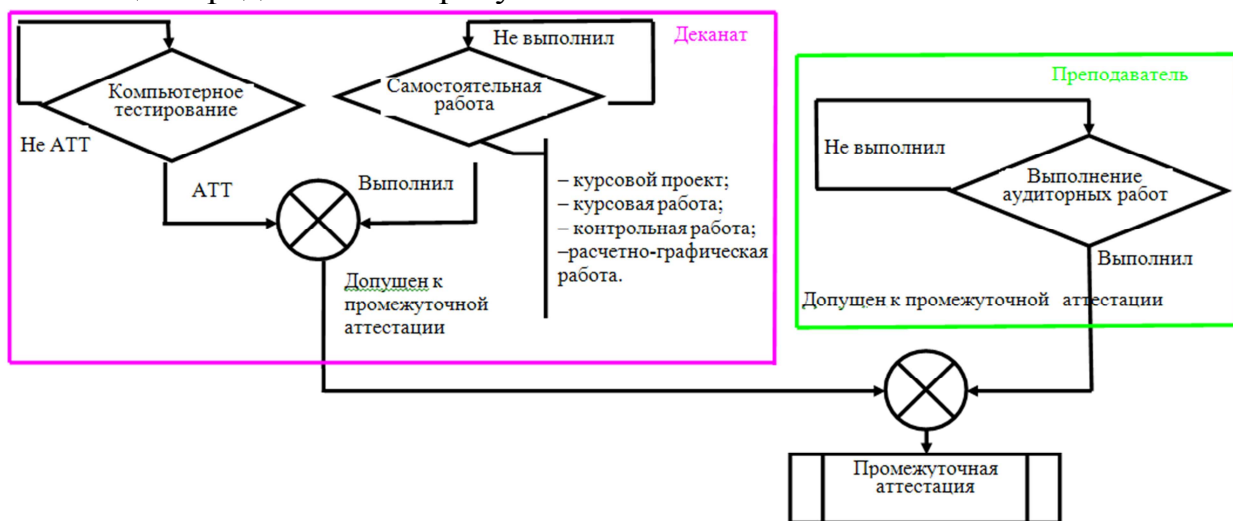 Не выполнил
Деканат
Компьютерное
тестирование
Самостоятельная
работа
Не АТТ
АТТ
Выполнил
– курсовой проект;
– курсовая работа;
– контрольная работа;
–расчетно-графическая
работа.
Допущен к
промежуточной
аттестации
Преподаватель
Не выполнил
Выполнение
аудиторных работ
Выполнил
Допущен к промежуточной аттестации
Промежуточная
аттестация